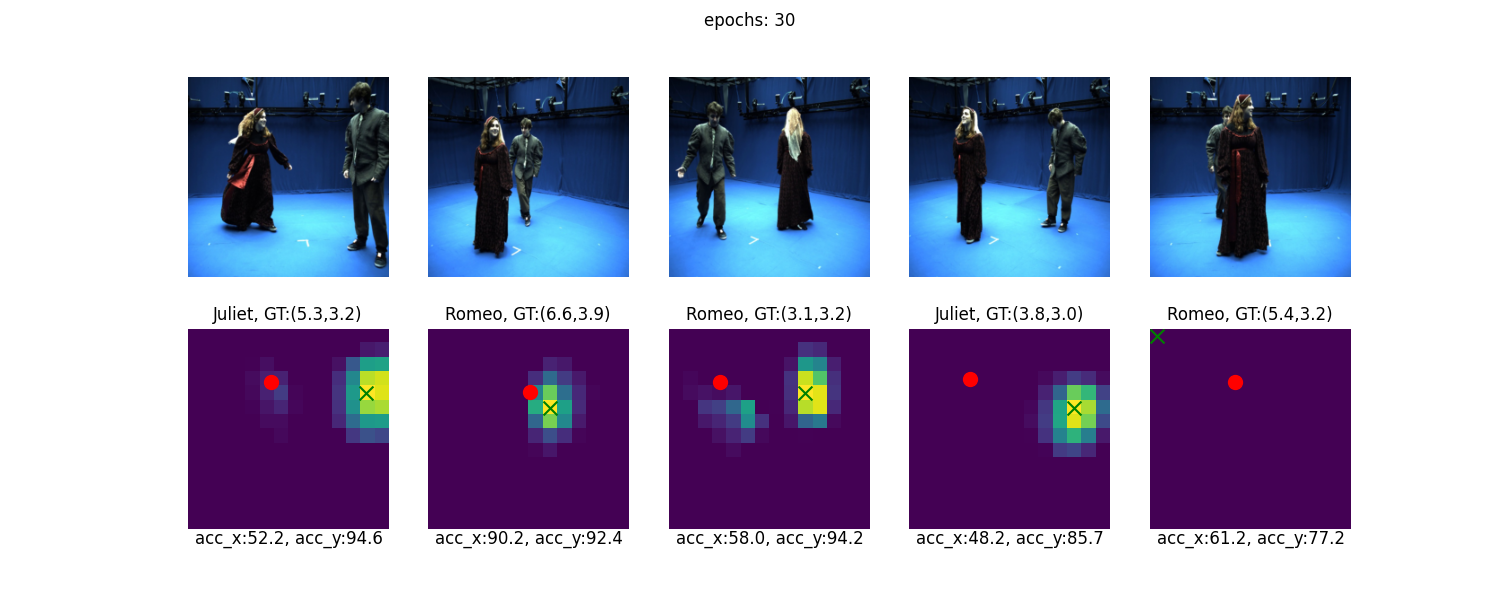 epochs: 30
Juliet, GT:(5.3,3.2)
Romeo, GT:(6.6,3.9)
Romeo, GT:(3.1,3.2)
Juliet, GT:(3.8,3.0)
Romeo, GT:(5.4,3.2)
acc_x:52.2, acc_y:94.6
acc_x:90.2, acc_y:92.4
acc_x:58.0, acc_y:94.2
acc_x:48.2, acc_y:85.7
acc_x:61.2, acc_y:77.2